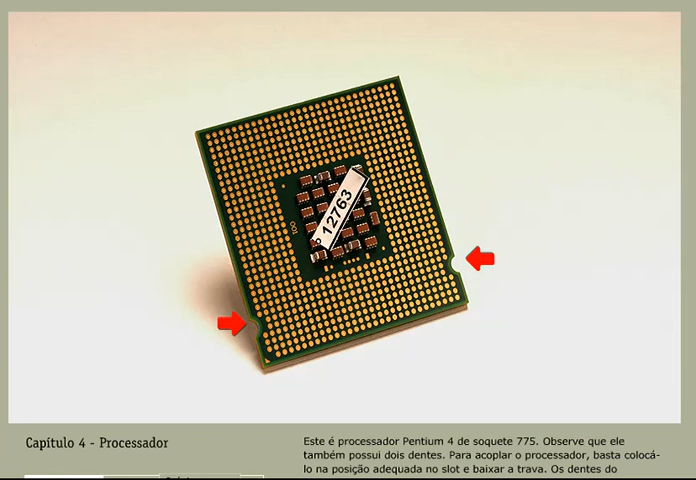 12763
Capítulo 4 - Processador
Este é processador Pentium 4 de soquete 775. Observe que ele
também possui dois dentes. Para acoplar o processador, basta colocá-
lo na posição adequada no slot e baixar a trava. Os dentes do